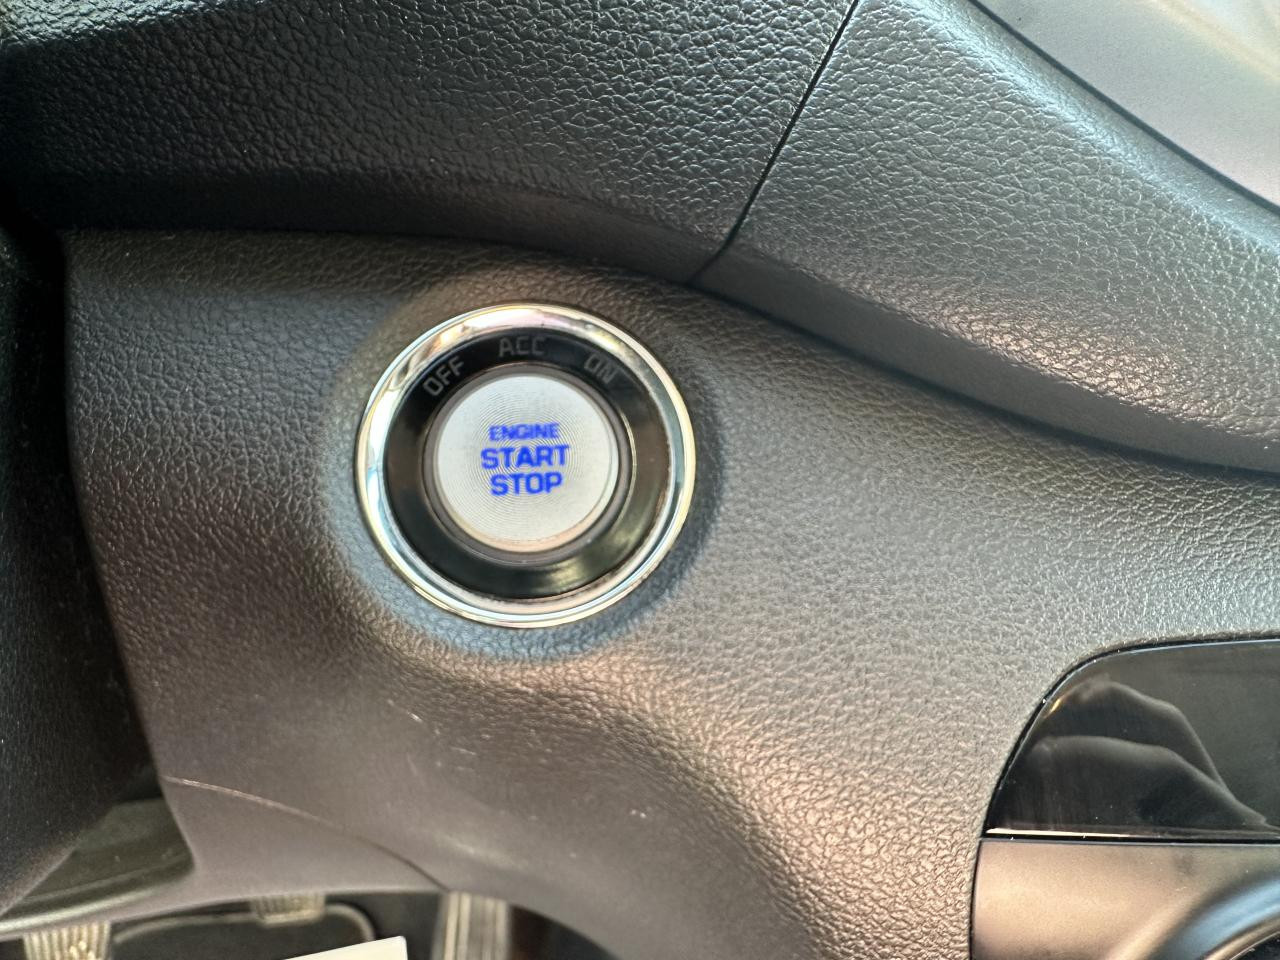 OFF ACC ON
ENGINE
START
STOP